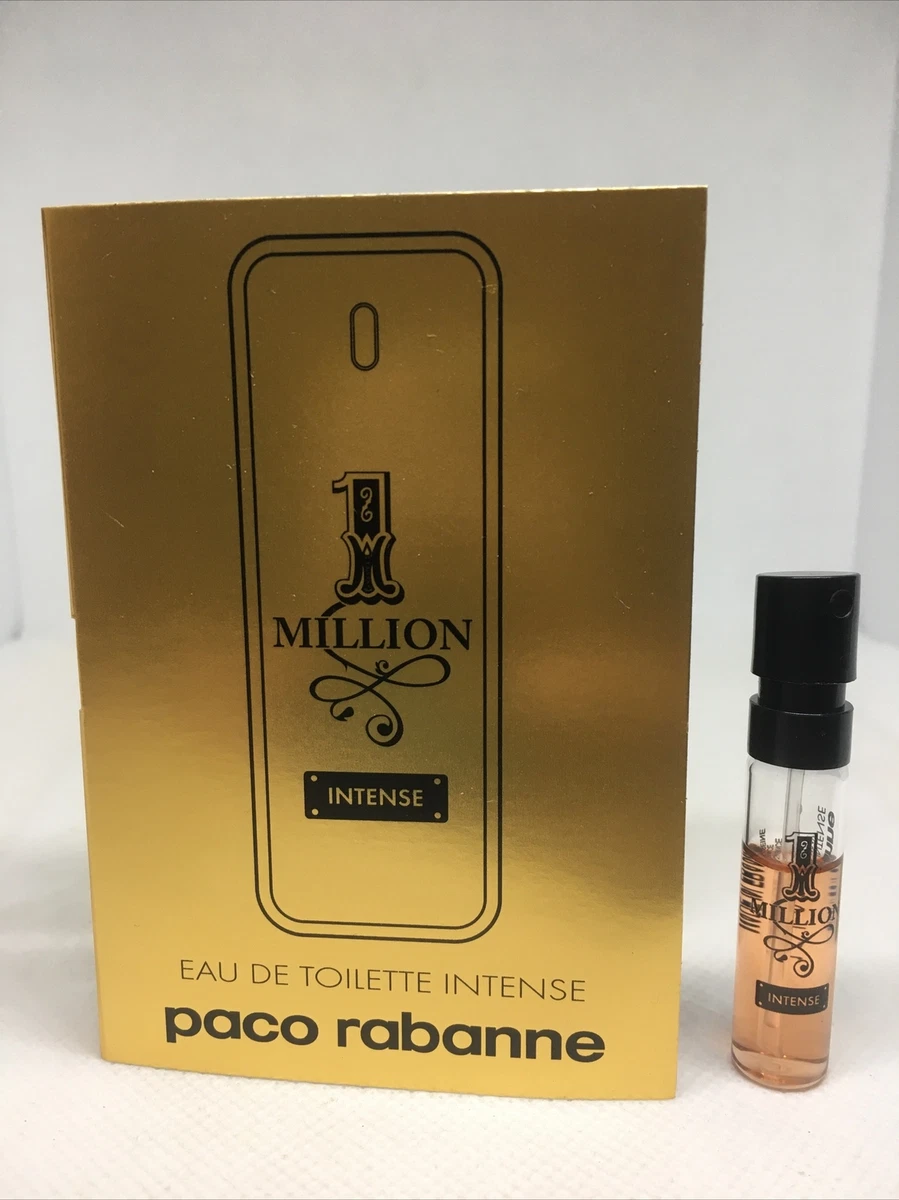 1
MILLION
INTENSE
EAU DE TOILETTE INTENSE
paco rabanne
1
MILLION
INTENSE